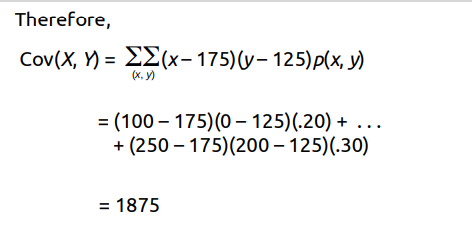 Therefore,
Cov(X, Y) = ΣΣ(x – 175)(y – 125)p(x, y)
(x, y)
= (100 – 175)(0 – 125)(.20) + ...
+ (250 – 175)(200 – 125)(.30)
= 1875